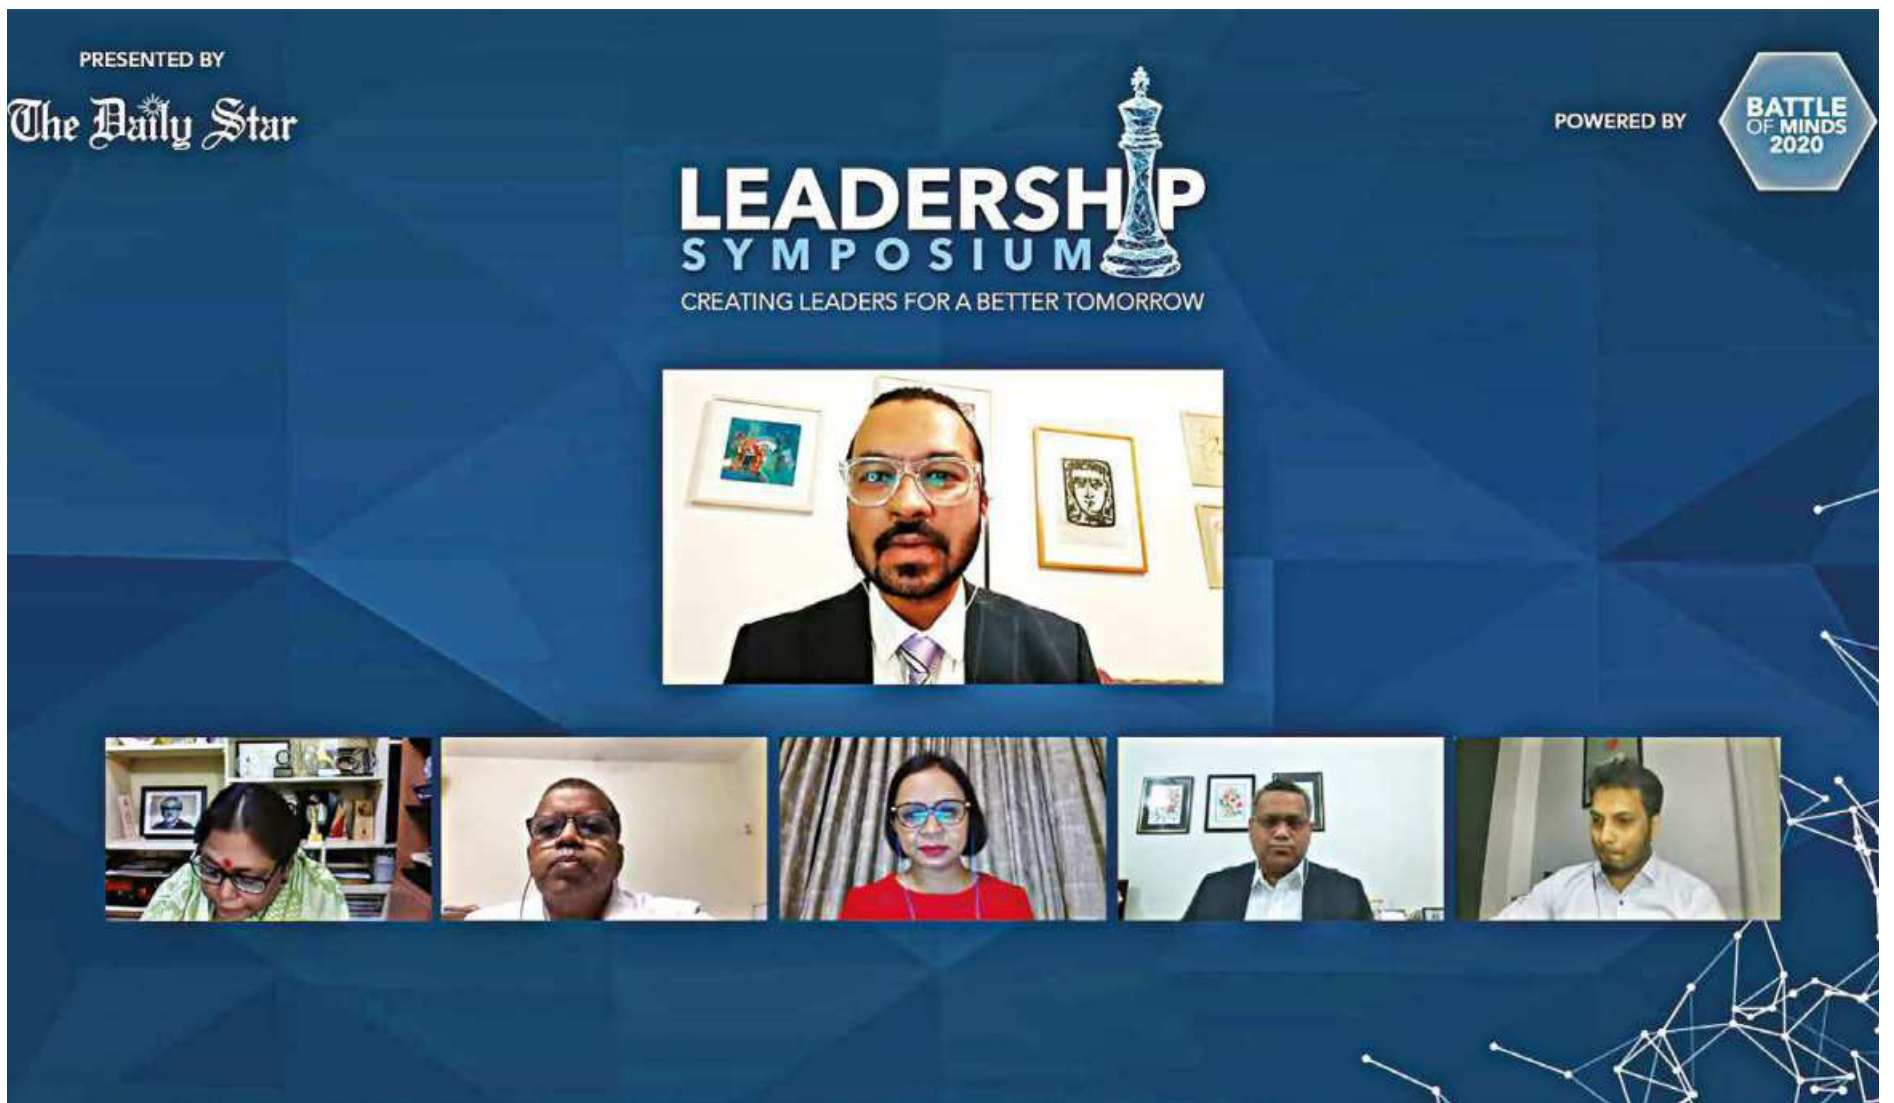 PRESENTED BY
The Daily Star
POWERED BY
BATTLE
OF MINDS
2020
LEADERSHIP
SYMPOSIUM
CREATING LEADERS FOR A BETTER TOMORROW